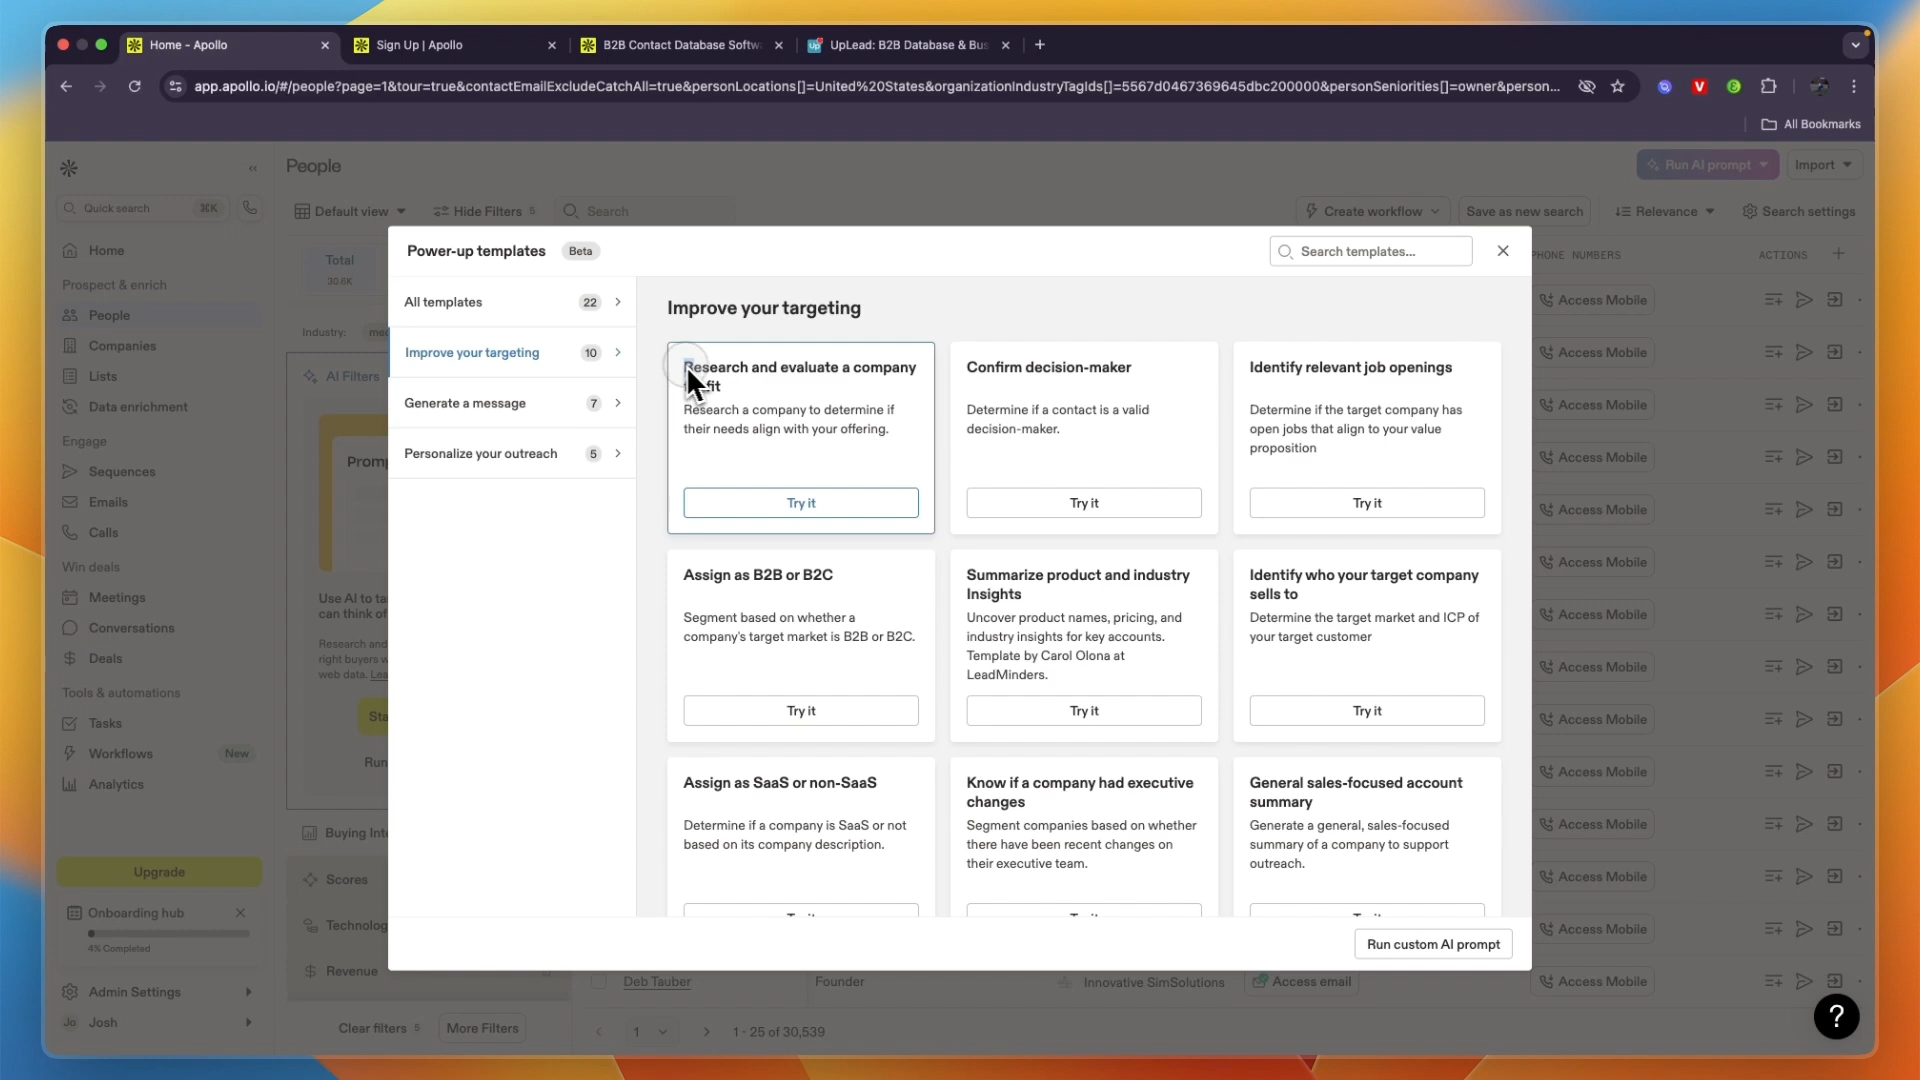 Home - Apollo
Sign Up | Apollo
B2B Contact Database Softw
UpLead: B2B Database & Bus
app.apollo.io/#/people?page=1&tour=true&contactEmailExcludeCatchAll=true&personLocations[]=United%20States&organizationIndustryTagIds[]=5567d0467369645dbc200000&personSeniorities[]=owner&person...
All Bookmarks
People
Run AI prompt
Import
Quick search
⌘K
Default view
Hide Filters 5
Search
Create workflow
Save as new search
Relevance
Search settings
Home
Prospect & enrich
People
Companies
Lists
Data enrichment
Engage
Sequences
Emails
Calls
Win deals
Meetings
Conversations
Deals
Tools & automations
Tasks
Workflows New
Analytics
Upgrade
Onboarding hub
4% Completed
Admin Settings
Jo Josh
Total
30.6K
Industry:
AI Filters
Use AI to ta
can think of
Research and
right buyers w
web data. Lea
Buying Inte
Scores
Technolog
Revenue
Clear filters 5
More Filters
Power-up templates Beta
Search templates...
All templates 22
Improve your targeting 10
Generate a message 7
Personalize your outreach 5
Improve your targeting
Research and evaluate a company
fit
Research a company to determine if
their needs align with your offering.
Try it
Confirm decision-maker
Determine if a contact is a valid
decision-maker.
Try it
Identify relevant job openings
Determine if the target company has
open jobs that align to your value
proposition
Try it
Assign as B2B or B2C
Segment based on whether a
company's target market is B2B or B2C.
Try it
Summarize product and industry
Insights
Uncover product names, pricing, and
industry insights for key accounts.
Template by Carol Olona at
LeadMinders.
Try it
Identify who your target company
sells to
Determine the target market and ICP of
your target customer
Try it
Assign as SaaS or non-SaaS
Determine if a company is SaaS or not
based on its company description.
Know if a company had executive
changes
Segment companies based on whether
there have been recent changes on
their executive team.
General sales-focused account
summary
Generate a general, sales-focused
summary of a company to support
outreach.
Run custom AI prompt
PHONE NUMBERS
ACTIONS
Access Mobile
Access Mobile
Access Mobile
Access Mobile
Access Mobile
Access Mobile
Access Mobile
Access Mobile
Access Mobile
Access Mobile
Access Mobile
Access Mobile
Access Mobile
Deb Tauber
Founder
Innovative SimSolutions
Access email
Access Mobile
1
1 - 25 of 30,539
?